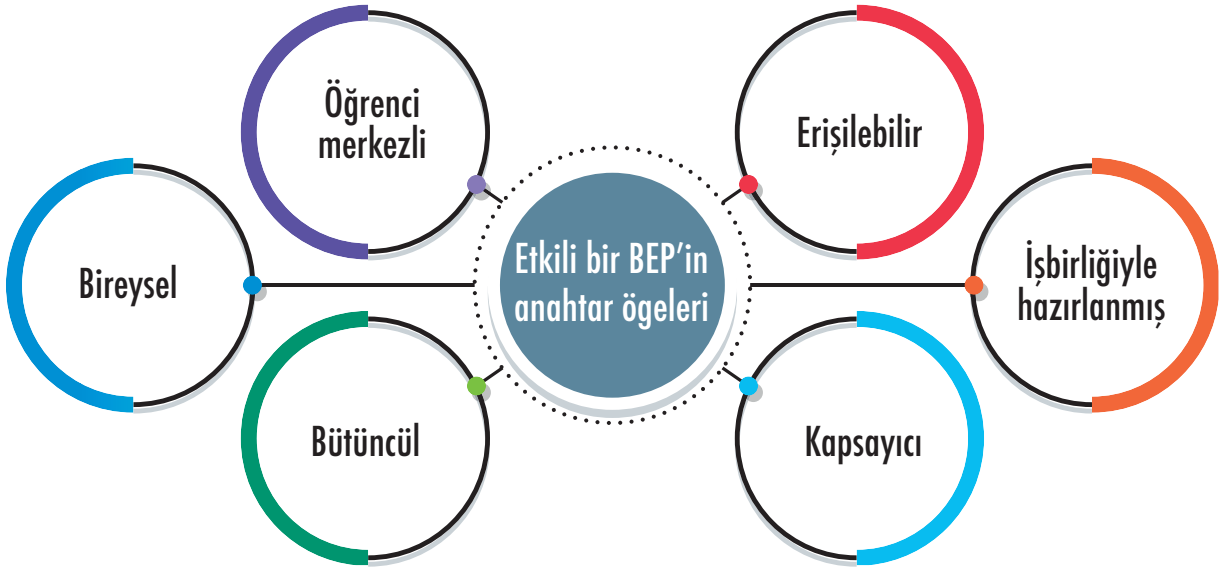 Öğrenci
merkezli
Erişilebilir
Bireysel
Etkili bir BEP’in
anahtar ögeleri
İşbirliğiyle
hazırlanmış
Bütüncül
Kapsayıcı